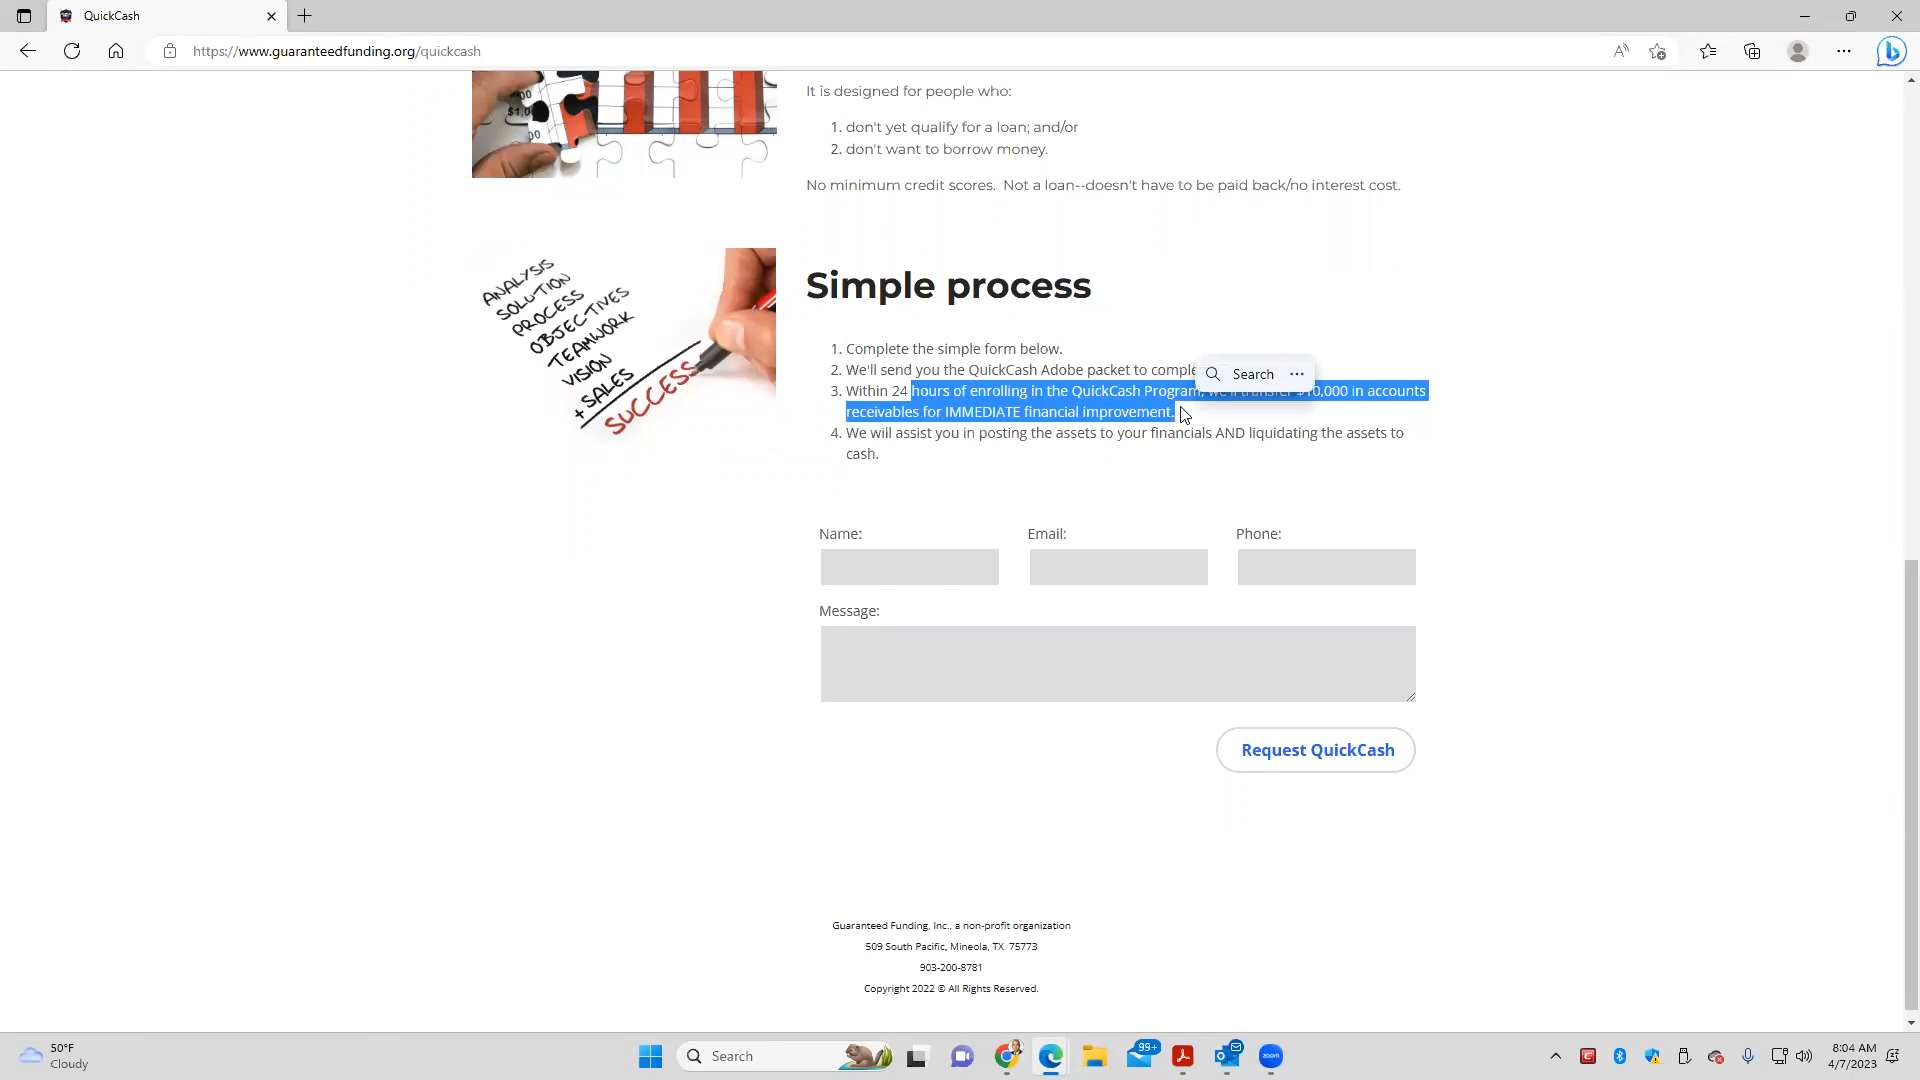 QuickCash
https://www.guaranteedfunding.org/quickcash
It is designed for people who:
1. don't yet qualify for a loan; and/or
2. don't want to borrow money.
No minimum credit scores.  Not a loan--doesn't have to be paid back/no interest cost.
ANALYSIS
SOLUTION
PROCESS
OBJECTIVES
TEAMWORK
VISION
+ SALES
SUCCESS
Simple process
1. Complete the simple form below.
2. We'll send you the QuickCash Adobe packet to
Search
3. Within 24 hours of enrolling in the QuickCash Program, we'll transfer $10,000 in accounts
receivables for IMMEDIATE financial improvement.
4. We will assist you in posting the assets to your financials AND liquidating the assets to
cash.
Name:
Email:
Phone:
Message:
Request QuickCash
Guaranteed Funding, Inc., a non-profit organization
509 South Pacific, Mineola, TX  75773
903-200-8781
Copyright 2022 © All Rights Reserved.
50°F
Cloudy
Search
99+
zoom
8:04 AM
4/7/2023